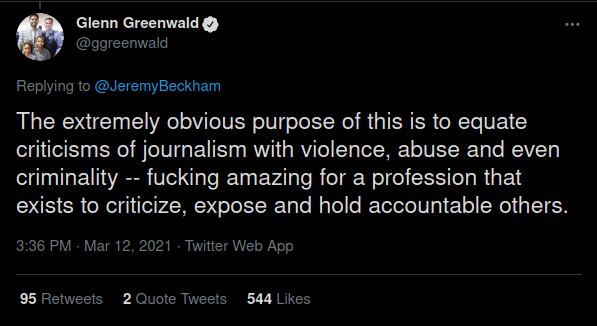 Glenn Greenwald
@ggreenwald
Replying to @JeremyBeckham
The extremely obvious purpose of this is to equate
criticisms of journalism with violence, abuse and even
criminality -- fucking amazing for a profession that
exists to criticize, expose and hold accountable others.
3:36 PM · Mar 12, 2021 · Twitter Web App
95 Retweets 2 Quote Tweets 544 Likes